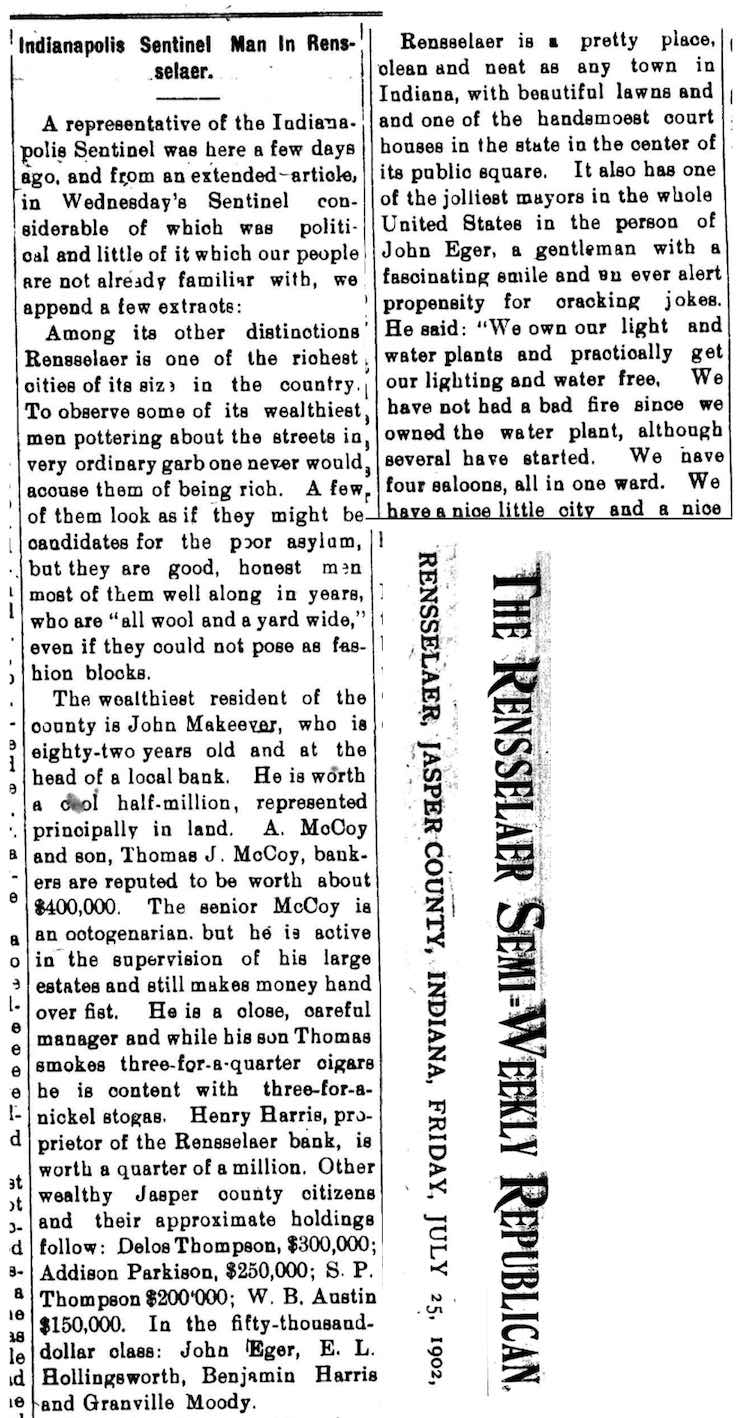 Indianapolis Sentinel Man In Rens-
selaer.
A representative of the Indiana-
polis Sentinel was here a few days
ago, and from an extended article,
in Wednesday's Sentinel con-
siderable of which was politi-
cal and little of it which our people
are not already familiar with, we
append a few extracts:
Among its other distinctions
Rensselaer is one of the richest
cities of its size in the country.
To observe some of its wealthiest
men pottering about the streets in
very ordinary garb one never would
accuse them of being rich. A few
of them look as if they might be
candidates for the poor asylum,
but they are good, honest men
most of them well along in years,
who are "all wool and a yard wide,"
even if they could not pose as fas-
hion blocks.
The wealthiest resident of the
county is John Makeever, who is
eighty-two years old and at the
head of a local bank. He is worth
a cool half-million, represented
principally in land. A. McCoy
and son, Thomas J. McCoy, bank-
ers are reputed to be worth about
$400,000. The senior McCoy is
an octogenarian. but he is active
in the supervision of his large
estates and still makes money hand
over fist. He is a close, careful
manager and while his son Thomas
smokes three-for-a-quarter cigars
he is content with three-for-a-
nickel stogas. Henry Harris, pro-
prietor of the Rensselaer bank, is
worth a quarter of a million. Other
wealthy Jasper county citizens
and their approximate holdings
follow: Delos Thompson, $300,000;
Addison Parkison, $250,000; S. P.
Thompson $200'000; W. B. Austin
$150,000. In the fifty-thousand-
dollar class: John Eger, E. L.
Hollingsworth, Benjamin Harris
and Granville Moody.
Rensselaer is a pretty place,
clean and neat as any town in
Indiana, with beautiful lawns and
and one of the handsmoest court
houses in the state in the center of
its public square. It also has one
of the jolliest mayors in the whole
United States in the person of
John Eger, a gentleman with a
fascinating smile and an ever alert
propensity for cracking jokes.
He said: "We own our light and
water plants and practically get
our lighting and water free. We
have not had a bad fire since we
owned the water plant, although
several have started. We have
four saloons, all in one ward. We
have a nice little city and a nice
THE RENSSELAER SEMI=WEEKLY REPUBLICAN.
RENSSELAER, JASPER COUNTY, INDIANA, FRIDAY, JULY 25, 1902,